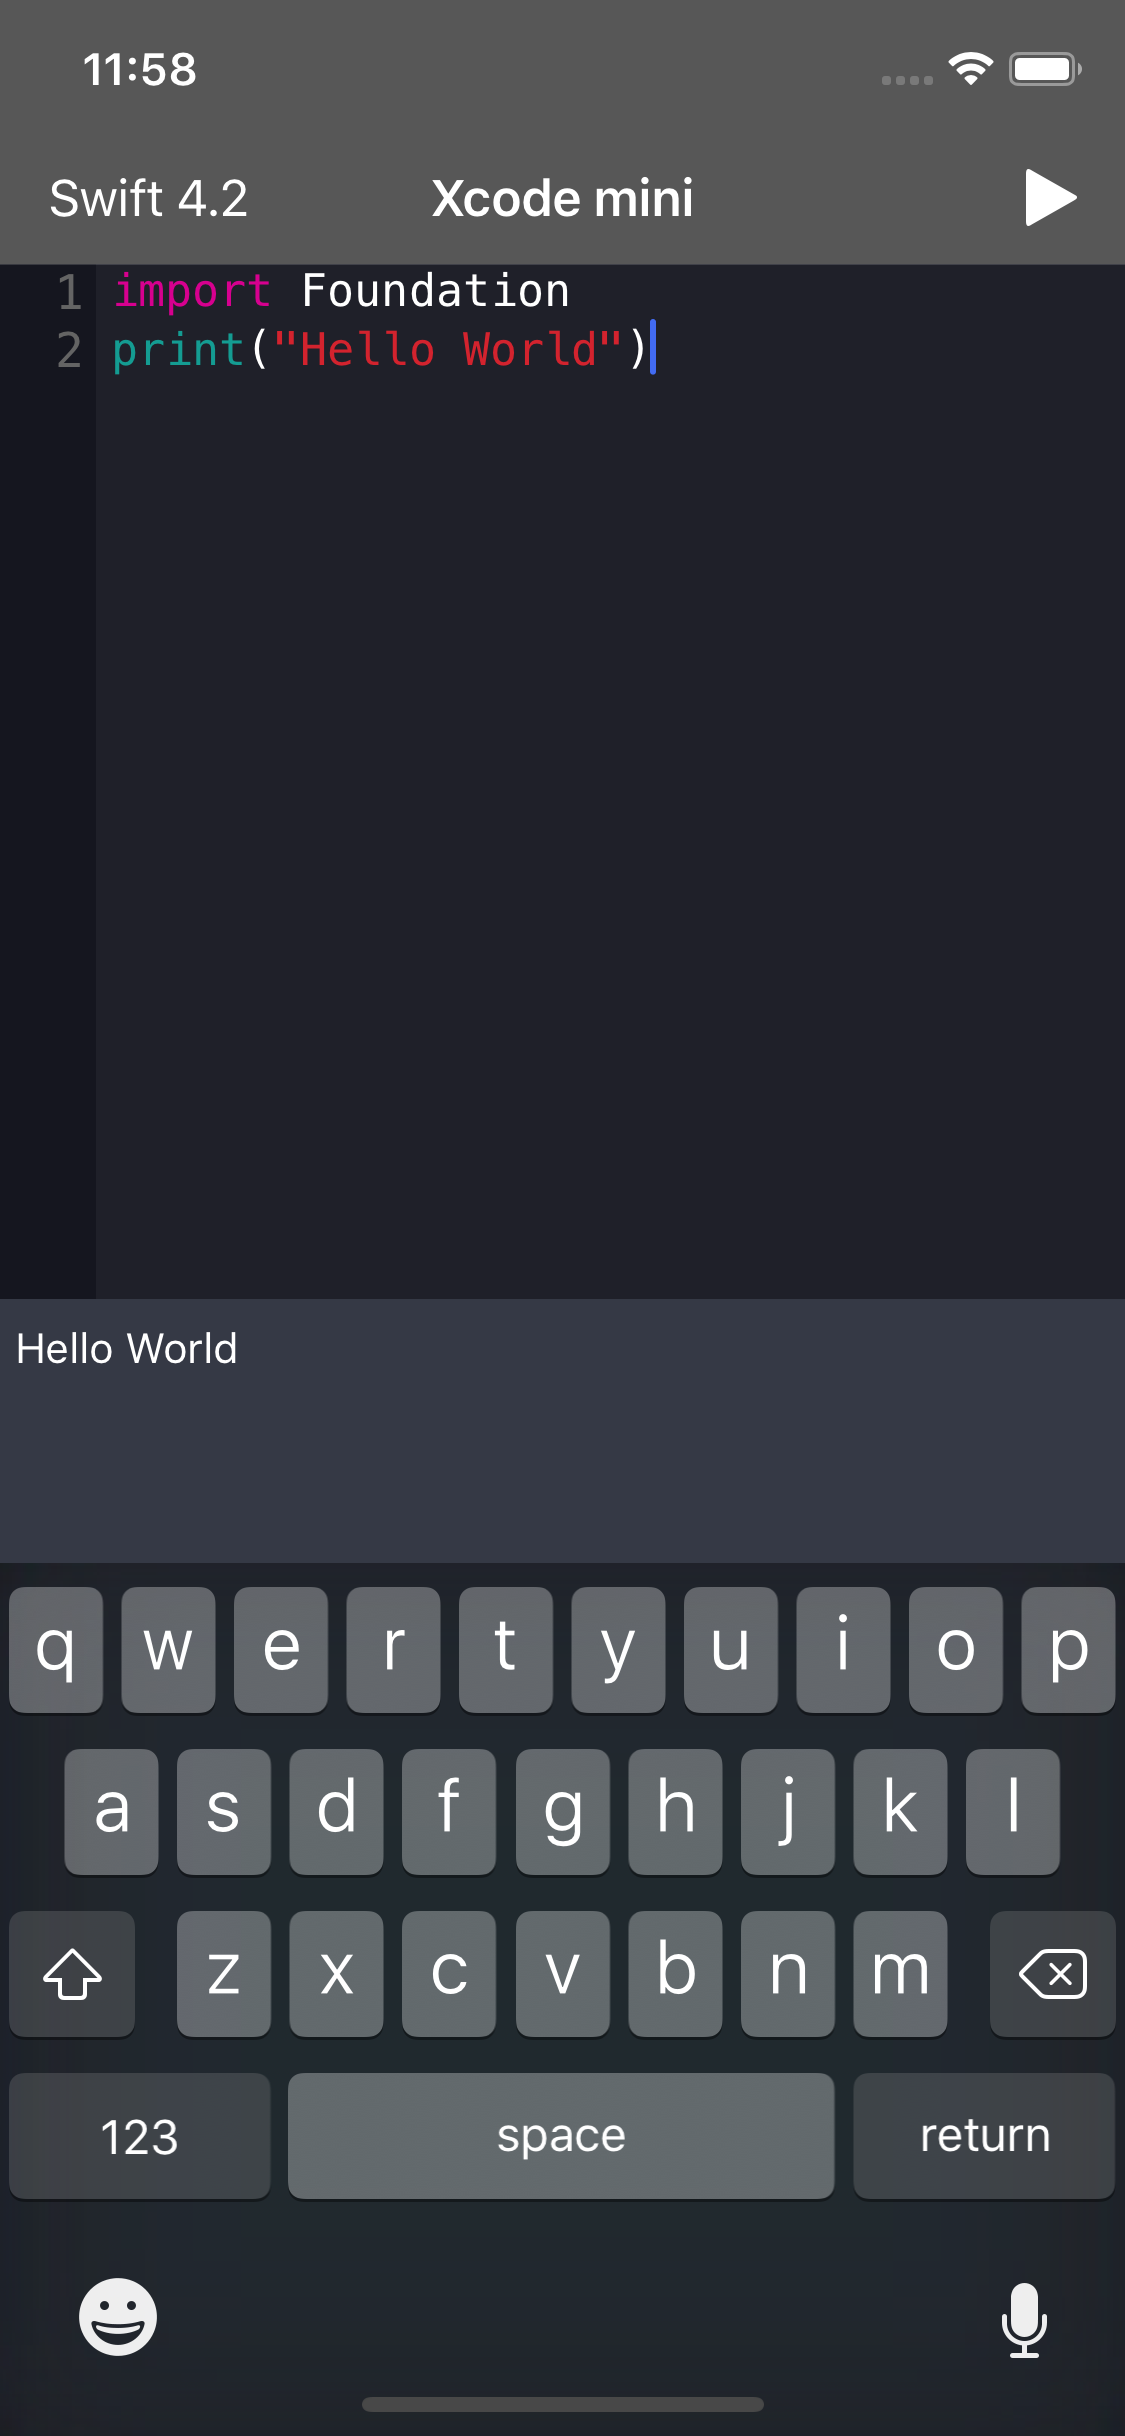 11:58
Swift 4.2 Xcode mini
1 import Foundation
2 print("Hello World")
Hello World
q w e r t y u i o p
a s d f g h j k l
z x c v b n m
123 space return